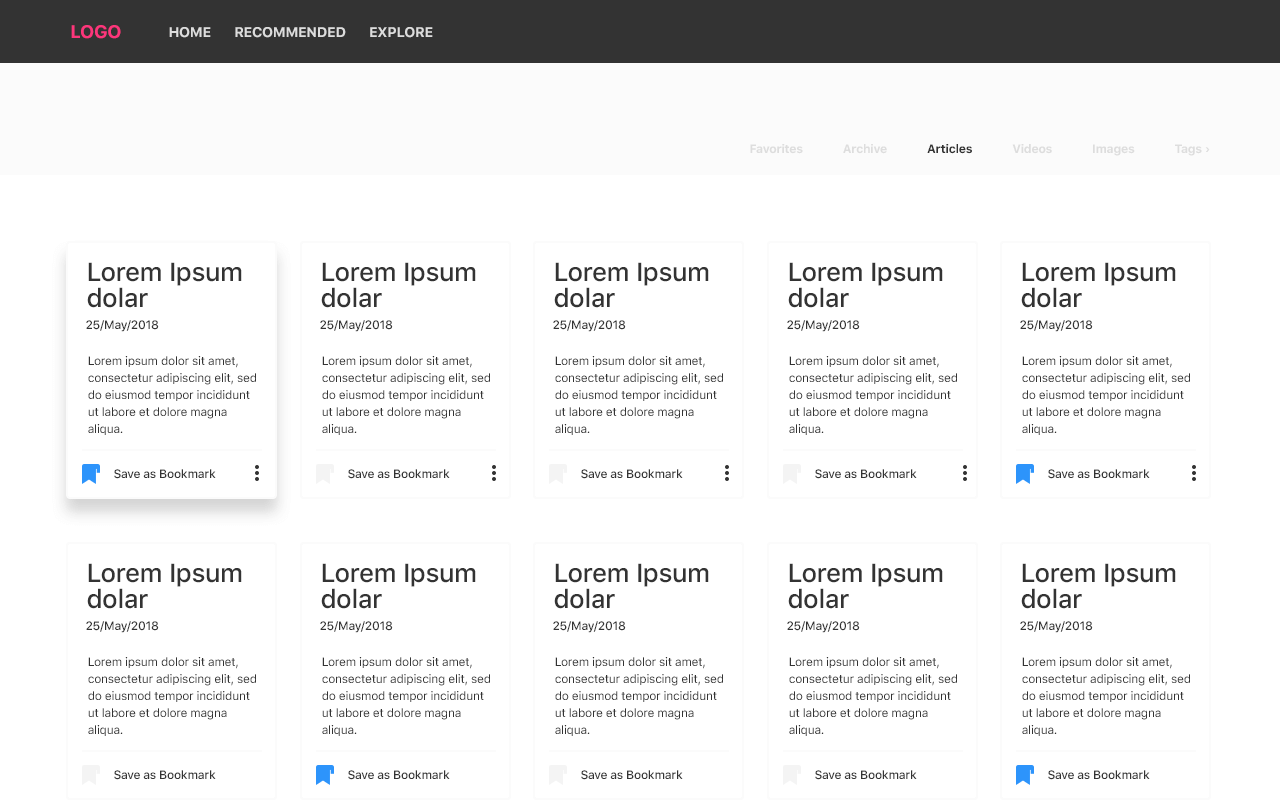 LOGO HOME RECOMMENDED EXPLORE
Favorites Archive Articles Videos Images Tags ›
Lorem Ipsum
dolar
25/May/2018
Lorem ipsum dolor sit amet,
consectetur adipiscing elit, sed
do eiusmod tempor incididunt
ut labore et dolore magna
aliqua.
Save as Bookmark
Lorem Ipsum
dolar
25/May/2018
Lorem ipsum dolor sit amet,
consectetur adipiscing elit, sed
do eiusmod tempor incididunt
ut labore et dolore magna
aliqua.
Save as Bookmark
Lorem Ipsum
dolar
25/May/2018
Lorem ipsum dolor sit amet,
consectetur adipiscing elit, sed
do eiusmod tempor incididunt
ut labore et dolore magna
aliqua.
Save as Bookmark
Lorem Ipsum
dolar
25/May/2018
Lorem ipsum dolor sit amet,
consectetur adipiscing elit, sed
do eiusmod tempor incididunt
ut labore et dolore magna
aliqua.
Save as Bookmark
Lorem Ipsum
dolar
25/May/2018
Lorem ipsum dolor sit amet,
consectetur adipiscing elit, sed
do eiusmod tempor incididunt
ut labore et dolore magna
aliqua.
Save as Bookmark
Lorem Ipsum
dolar
25/May/2018
Lorem ipsum dolor sit amet,
consectetur adipiscing elit, sed
do eiusmod tempor incididunt
ut labore et dolore magna
aliqua.
Save as Bookmark
Lorem Ipsum
dolar
25/May/2018
Lorem ipsum dolor sit amet,
consectetur adipiscing elit, sed
do eiusmod tempor incididunt
ut labore et dolore magna
aliqua.
Save as Bookmark
Lorem Ipsum
dolar
25/May/2018
Lorem ipsum dolor sit amet,
consectetur adipiscing elit, sed
do eiusmod tempor incididunt
ut labore et dolore magna
aliqua.
Save as Bookmark
Lorem Ipsum
dolar
25/May/2018
Lorem ipsum dolor sit amet,
consectetur adipiscing elit, sed
do eiusmod tempor incididunt
ut labore et dolore magna
aliqua.
Save as Bookmark
Lorem Ipsum
dolar
25/May/2018
Lorem ipsum dolor sit amet,
consectetur adipiscing elit, sed
do eiusmod tempor incididunt
ut labore et dolore magna
aliqua.
Save as Bookmark